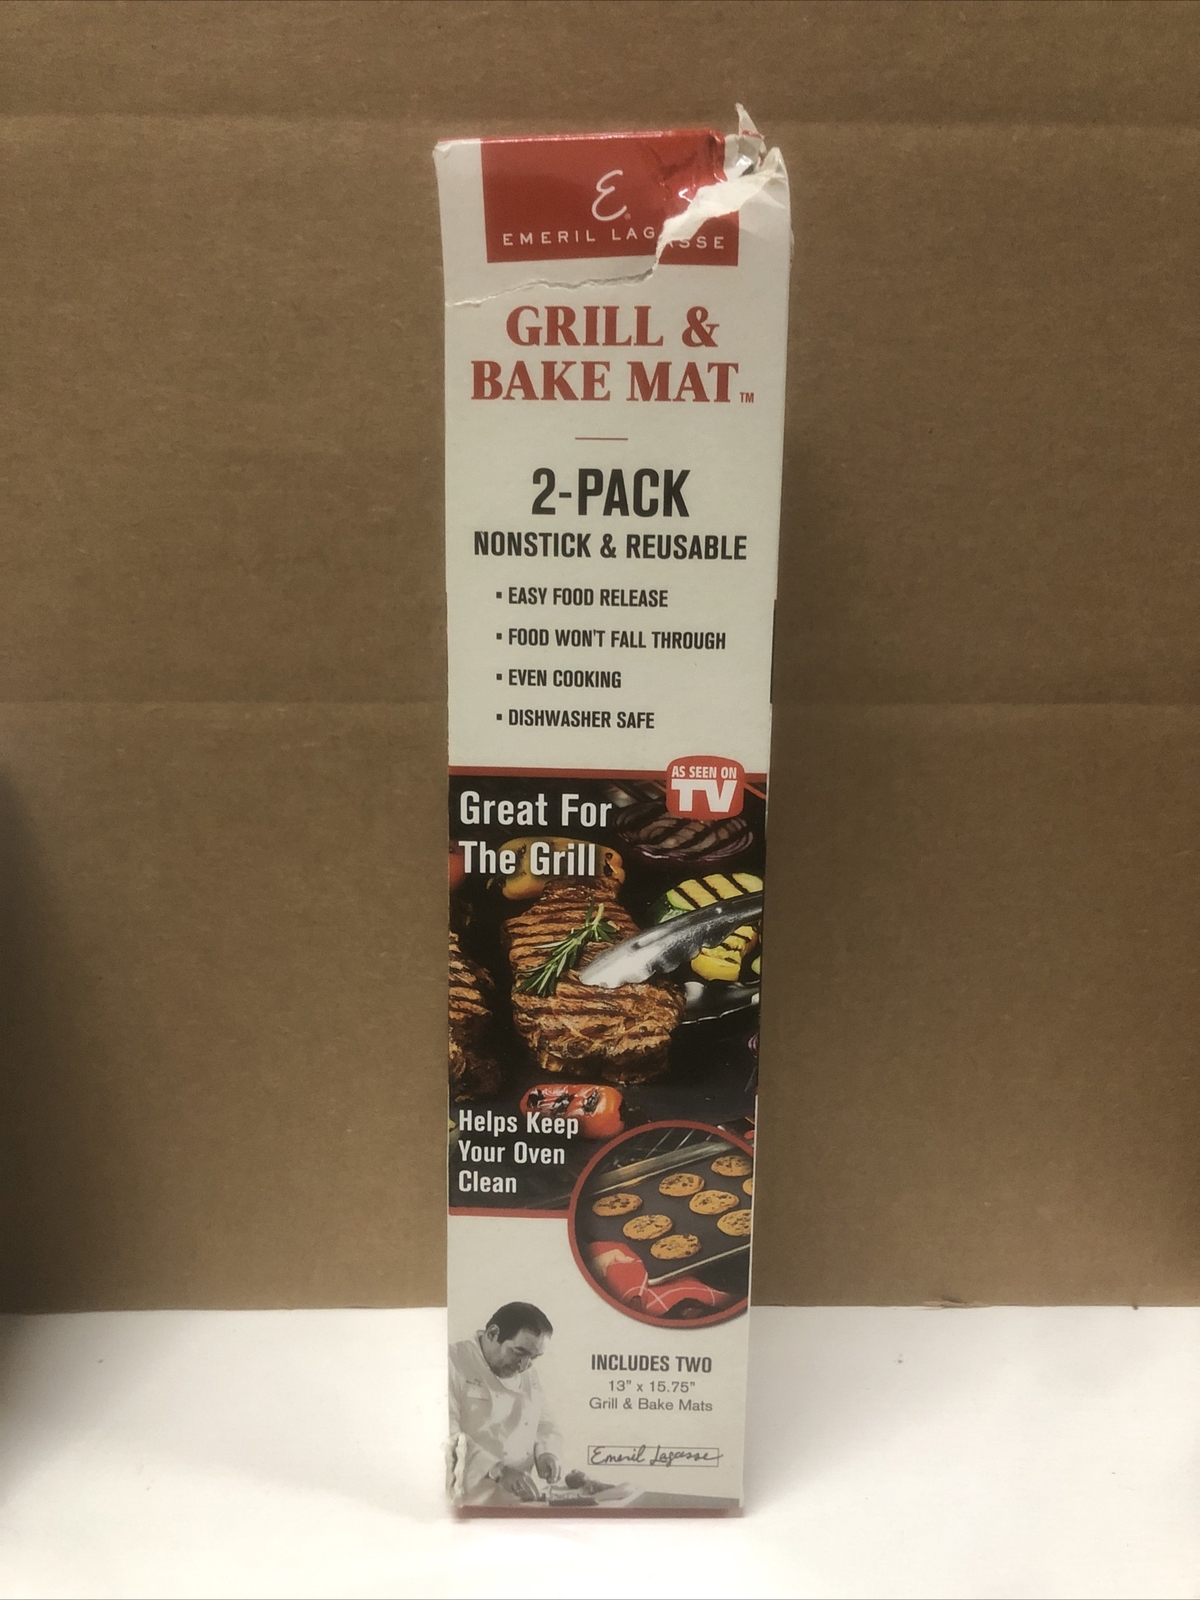 E®
EMERIL LAGASSE
GRILL &
BAKE MAT™
2-PACK
NONSTICK & REUSABLE
▪ EASY FOOD RELEASE
▪ FOOD WON'T FALL THROUGH
▪ EVEN COOKING
▪ DISHWASHER SAFE
AS SEEN ON
TV
Great For
The Grill
Helps Keep
Your Oven
Clean
INCLUDES TWO
13" x 15.75"
Grill & Bake Mats
Emeril Lagasse